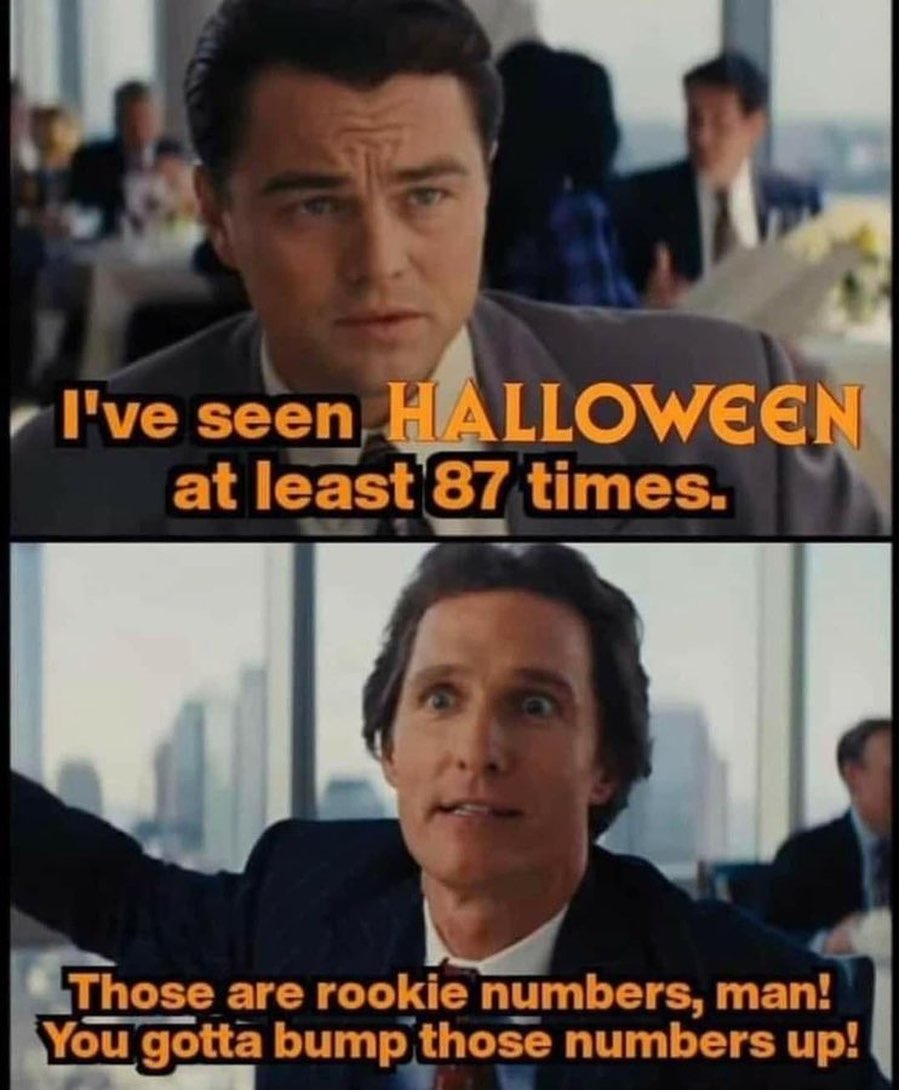 I've seen HALLOWEEN
at least 87 times.
Those are rookie numbers, man!
You gotta bump those numbers up!